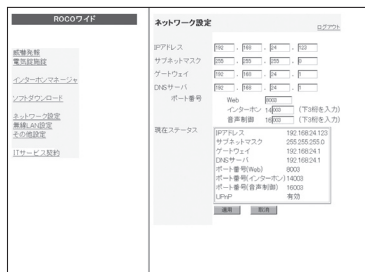 ROCOワイド
威嚇発報
電気錠施錠
インターホンマネージャ
ソフトダウンロード
ネットワーク設定
無線LAN設定
その他設定
ITサービス契約
ネットワーク設定
ログアウト
IPアドレス 192 . 168 . 24 . 123
サブネットマスク 255 . 255 . 255 . 0
ゲートウェイ 192 . 168 . 24 . 1
DNSサーバ 192 . 168 . 24 . 1
ポート番号 Web 8003
インターホン 14 003 (下3桁を入力)
音声制御 16 003 (下3桁を入力)
現在ステータス
IPアドレス 192.168.24.123
サブネットマスク 255.255.255.0
ゲートウェイ 192.168.24.1
DNSサーバ 192.168.24.1
ポート番号(Web) 8003
ポート番号(インターホン) 14003
ポート番号(音声制御) 16003
UPnP 有効
適用 取消